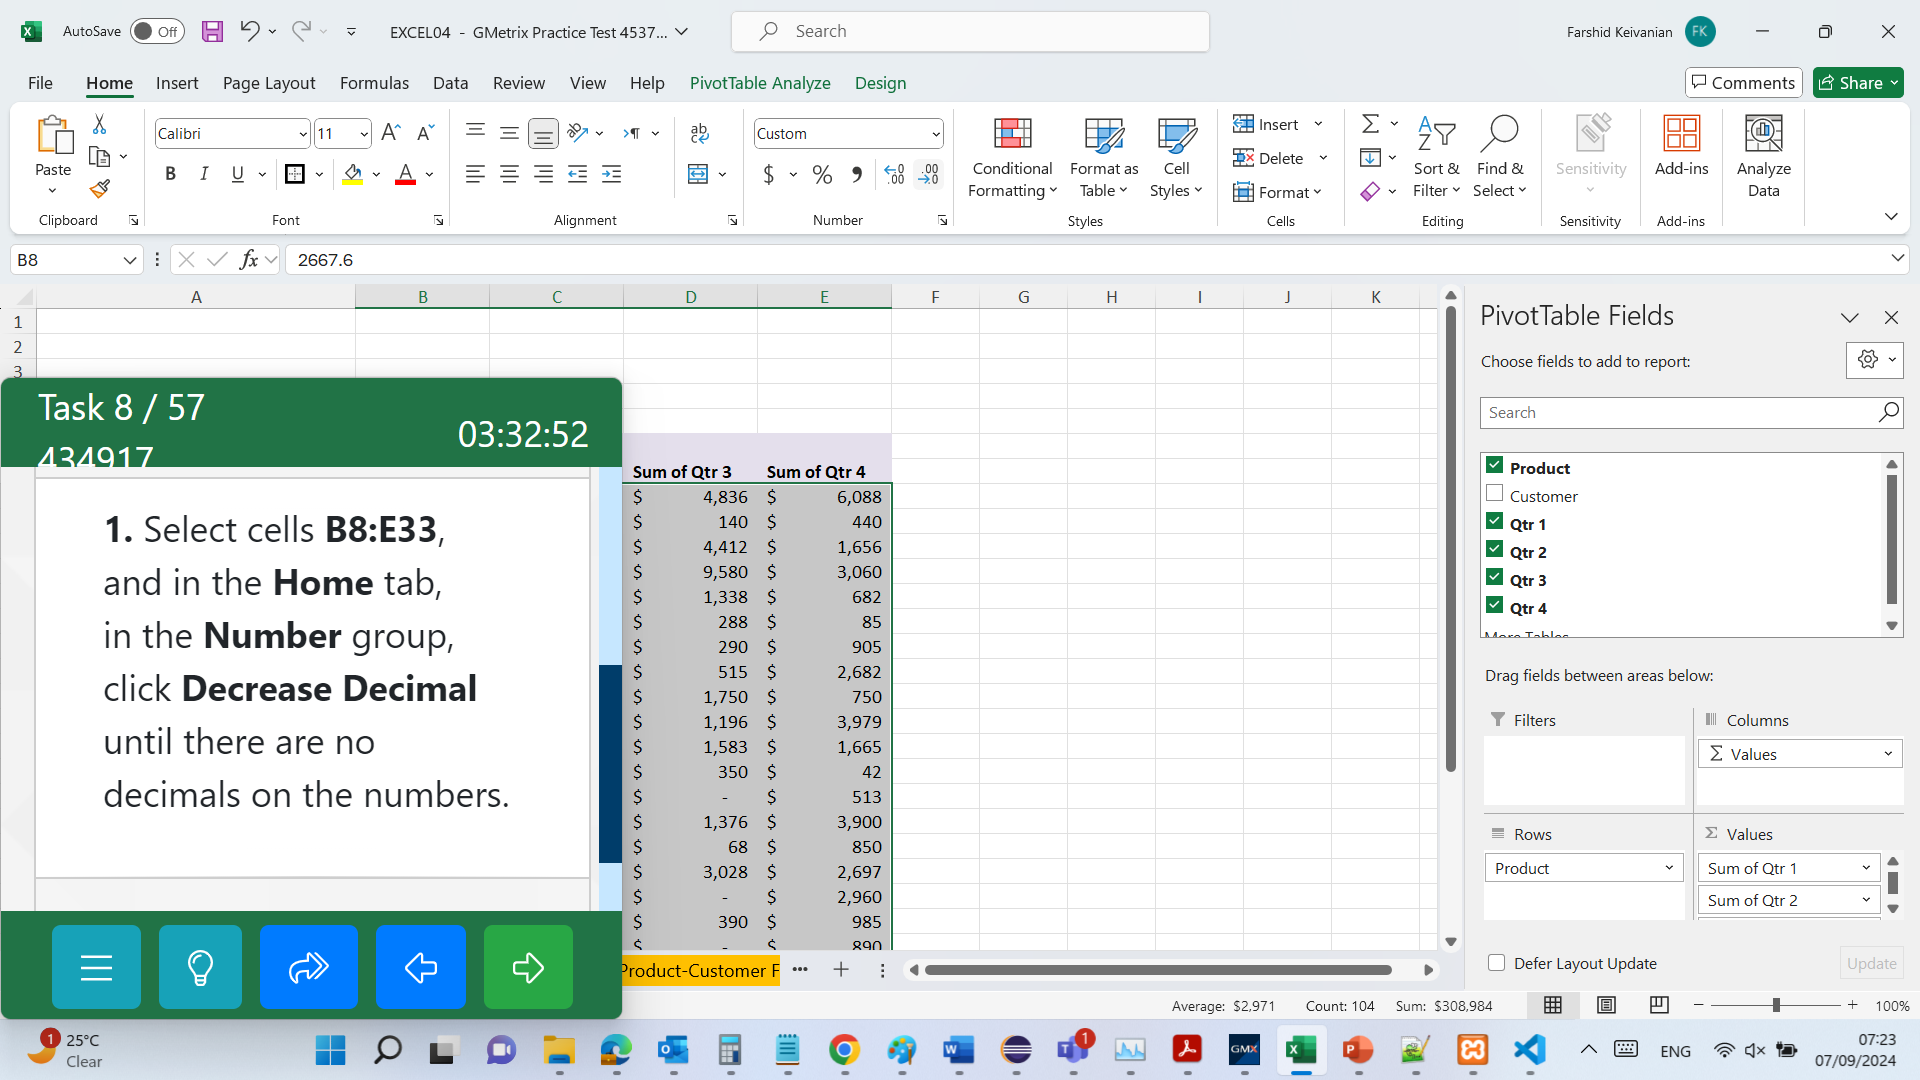 AutoSave Off EXCEL04 - GMetrix Practice Test 4537... Search Farshid Keivanian FK
File Home Insert Page Layout Formulas Data Review View Help PivotTable Analyze Design Comments Share
Paste Calibri 11 Custom Conditional Formatting Format as Table Cell Styles Insert Delete Format Sort & Filter Find & Select Sensitivity Add-ins Analyze Data
Clipboard Font Alignment Number Styles Cells Editing Sensitivity Add-ins
B8 fx 2667.6
A B C D E F G H I J K
1
2
3
Task 8 / 57
434917
03:32:52
1. Select cells B8:E33,
and in the Home tab,
in the Number group,
click Decrease Decimal
until there are no
decimals on the numbers.
Sum of Qtr 3 Sum of Qtr 4
$ 4,836 $ 6,088
$ 140 $ 440
$ 4,412 $ 1,656
$ 9,580 $ 3,060
$ 1,338 $ 682
$ 288 $ 85
$ 290 $ 905
$ 515 $ 2,682
$ 1,750 $ 750
$ 1,196 $ 3,979
$ 1,583 $ 1,665
$ 350 $ 42
$ - $ 513
$ 1,376 $ 3,900
$ 68 $ 850
$ 3,028 $ 2,697
$ - $ 2,960
$ 390 $ 985
$ - $ 890
Product-Customer F
PivotTable Fields
Choose fields to add to report:
Search
Product
Customer
Qtr 1
Qtr 2
Qtr 3
Qtr 4
More Tables
Drag fields between areas below:
Filters Columns
Values
Rows Values
Product Sum of Qtr 1
Sum of Qtr 2
Defer Layout Update Update
Average: $2,971 Count: 104 Sum: $308,984 100%
1 25°C
Clear
1
GMX
ENG
07:23
07/09/2024